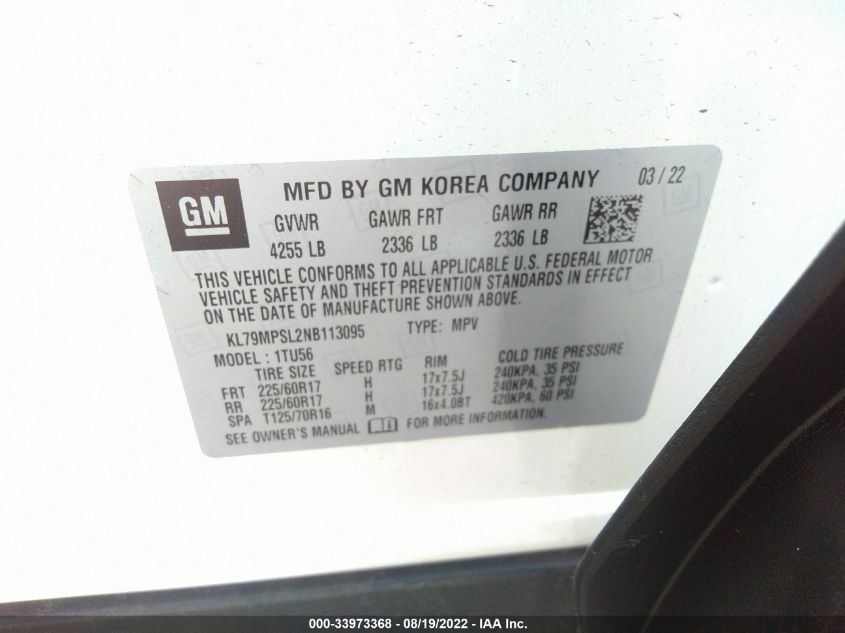 GM
MFD BY GM KOREA COMPANY 03 / 22
GVWR GAWR FRT GAWR RR
4255 LB 2336 LB 2336 LB
THIS VEHICLE CONFORMS TO ALL APPLICABLE U.S. FEDERAL MOTOR
VEHICLE SAFETY AND THEFT PREVENTION STANDARDS IN EFFECT
ON THE DATE OF MANUFACTURE SHOWN ABOVE.
KL79MPSL2NB113095 TYPE: MPV
MODEL : 1TU56
TIRE SIZE SPEED RTG RIM COLD TIRE PRESSURE
FRT 225/60R17 H 17x7.5J 240KPA, 35 PSI
RR 225/60R17 H 17x7.5J 240KPA, 35 PSI
SPA T125/70R16 M 16x4.0BT 420KPA, 60 PSI
SEE OWNER'S MANUAL FOR MORE INFORMATION.
000-33973368 - 08/19/2022 - IAA Inc.